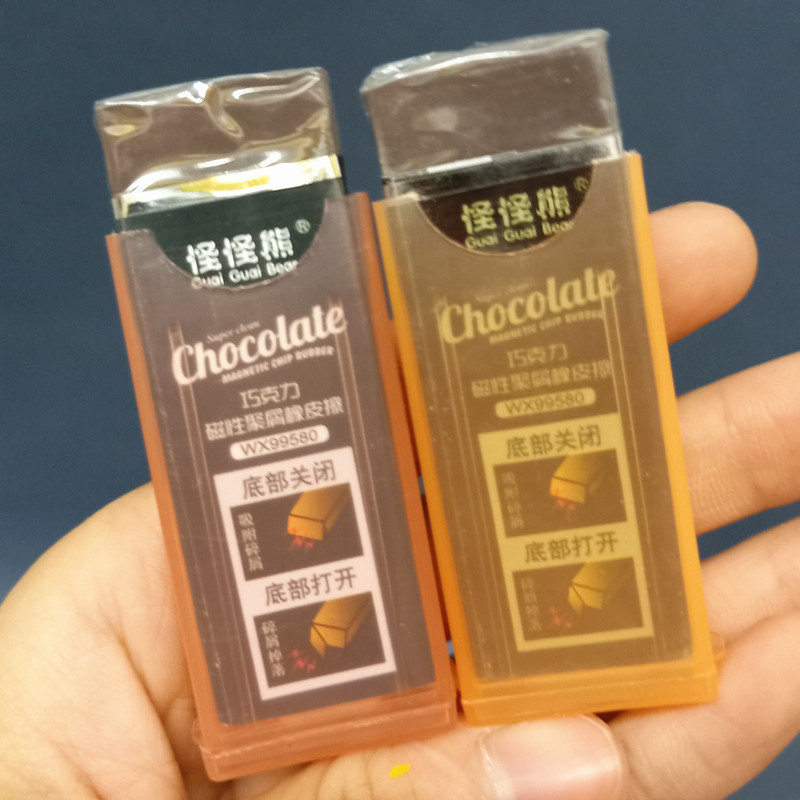 怪怪熊®
Guai Guai Bear
Super clean
Chocolate
MAGNETIC CHIP RUBBER
巧克力
磁性聚屑橡皮擦
WX99580
底部关闭
吸附碎屑
底部打开
碎屑掉落
怪怪熊®
Guai Guai Bear
Super clean
Chocolate
MAGNETIC CHIP RUBBER
巧克力
磁性聚屑橡皮擦
WX99580
底部关闭
吸附碎屑
底部打开
碎屑掉落